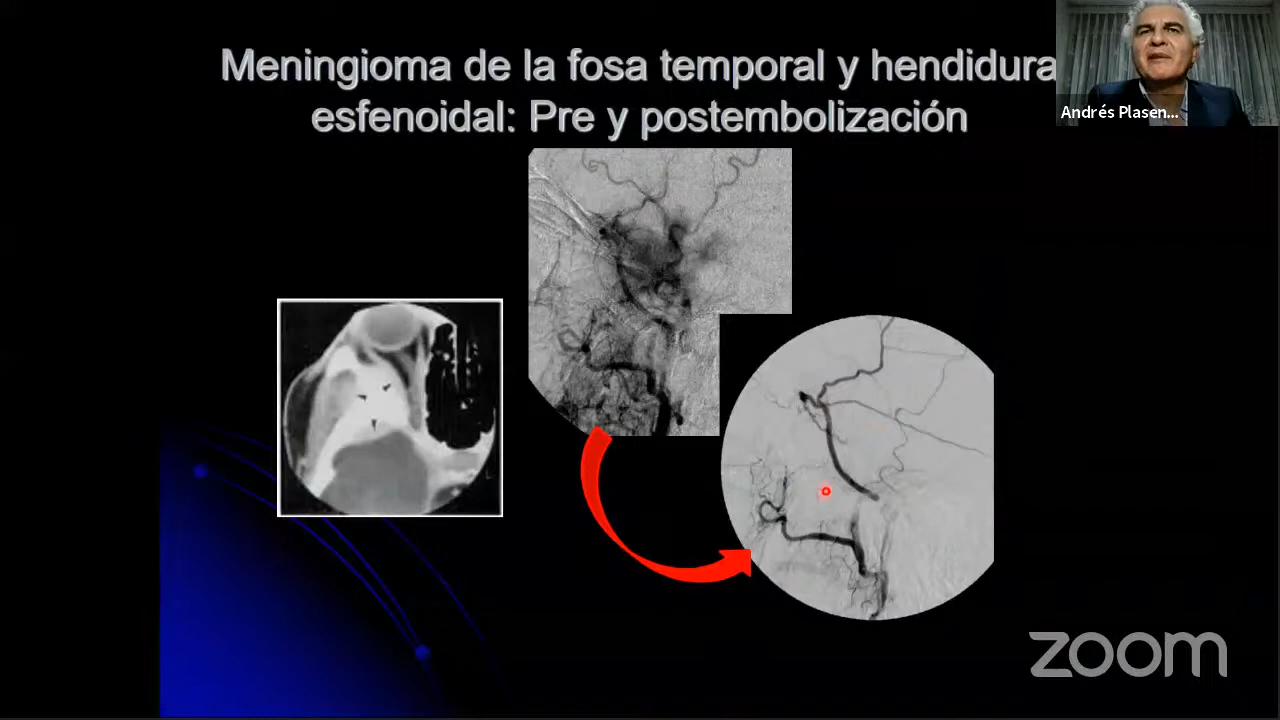 Meningioma de la fosa temporal y hendidura
esfenoidal: Pre y postembolización
Andrés Plasen...
zoom